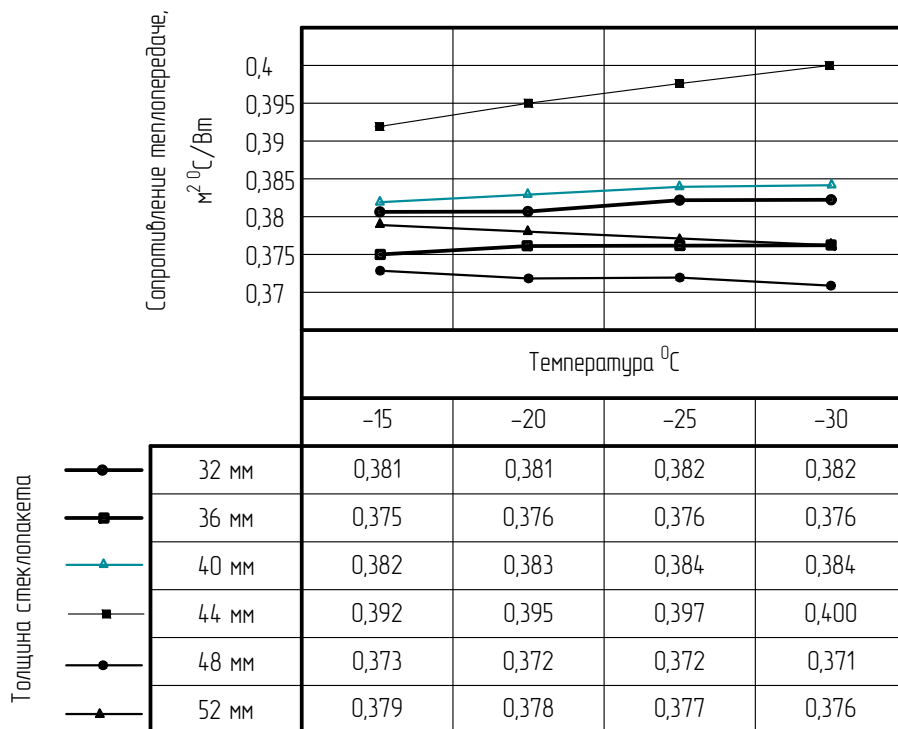 Сопротивление теплопередаче,
м² ⁰С/Вт
0,4
0,395
0,39
0,385
0,38
0,375
0,37
Температура ⁰С
–15 –20 –25 –30
Толщина стеклопакета
32 мм 0,381 0,381 0,382 0,382
36 мм 0,375 0,376 0,376 0,376
40 мм 0,382 0,383 0,384 0,384
44 мм 0,392 0,395 0,397 0,400
48 мм 0,373 0,372 0,372 0,371
52 мм 0,379 0,378 0,377 0,376